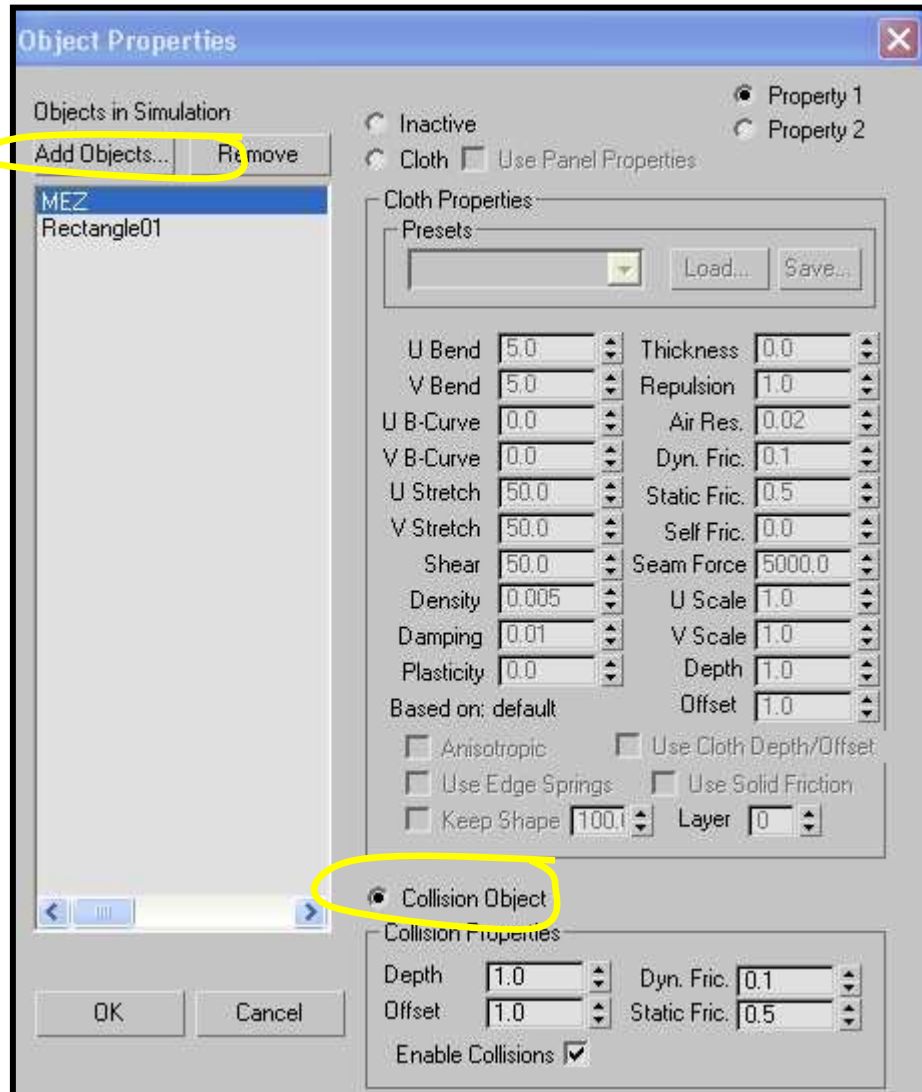 Object Properties
Objects in Simulation
Add Objects...
Remove
MEZ
Rectangle01
OK
Cancel
Inactive
Property 1
Property 2
Cloth
Use Panel Properties
Cloth Properties
Presets
Load...
Save...
U Bend 5.0
Thickness 0.0
V Bend 5.0
Repulsion 1.0
U B-Curve 0.0
Air Res. 0.02
V B-Curve 0.0
Dyn. Fric. 0.1
U Stretch 50.0
Static Fric. 0.5
V Stretch 50.0
Self Fric. 0.0
Shear 50.0
Seam Force 5000.0
Density 0.005
U Scale 1.0
Damping 0.01
V Scale 1.0
Plasticity 0.0
Depth 1.0
Based on: default
Offset 1.0
Anisotropic
Use Cloth Depth/Offset
Use Edge Springs
Use Solid Friction
Keep Shape 100.
Layer 0
Collision Object
Collision Properties
Depth 1.0
Dyn. Fric. 0.1
Offset 1.0
Static Fric. 0.5
Enable Collisions